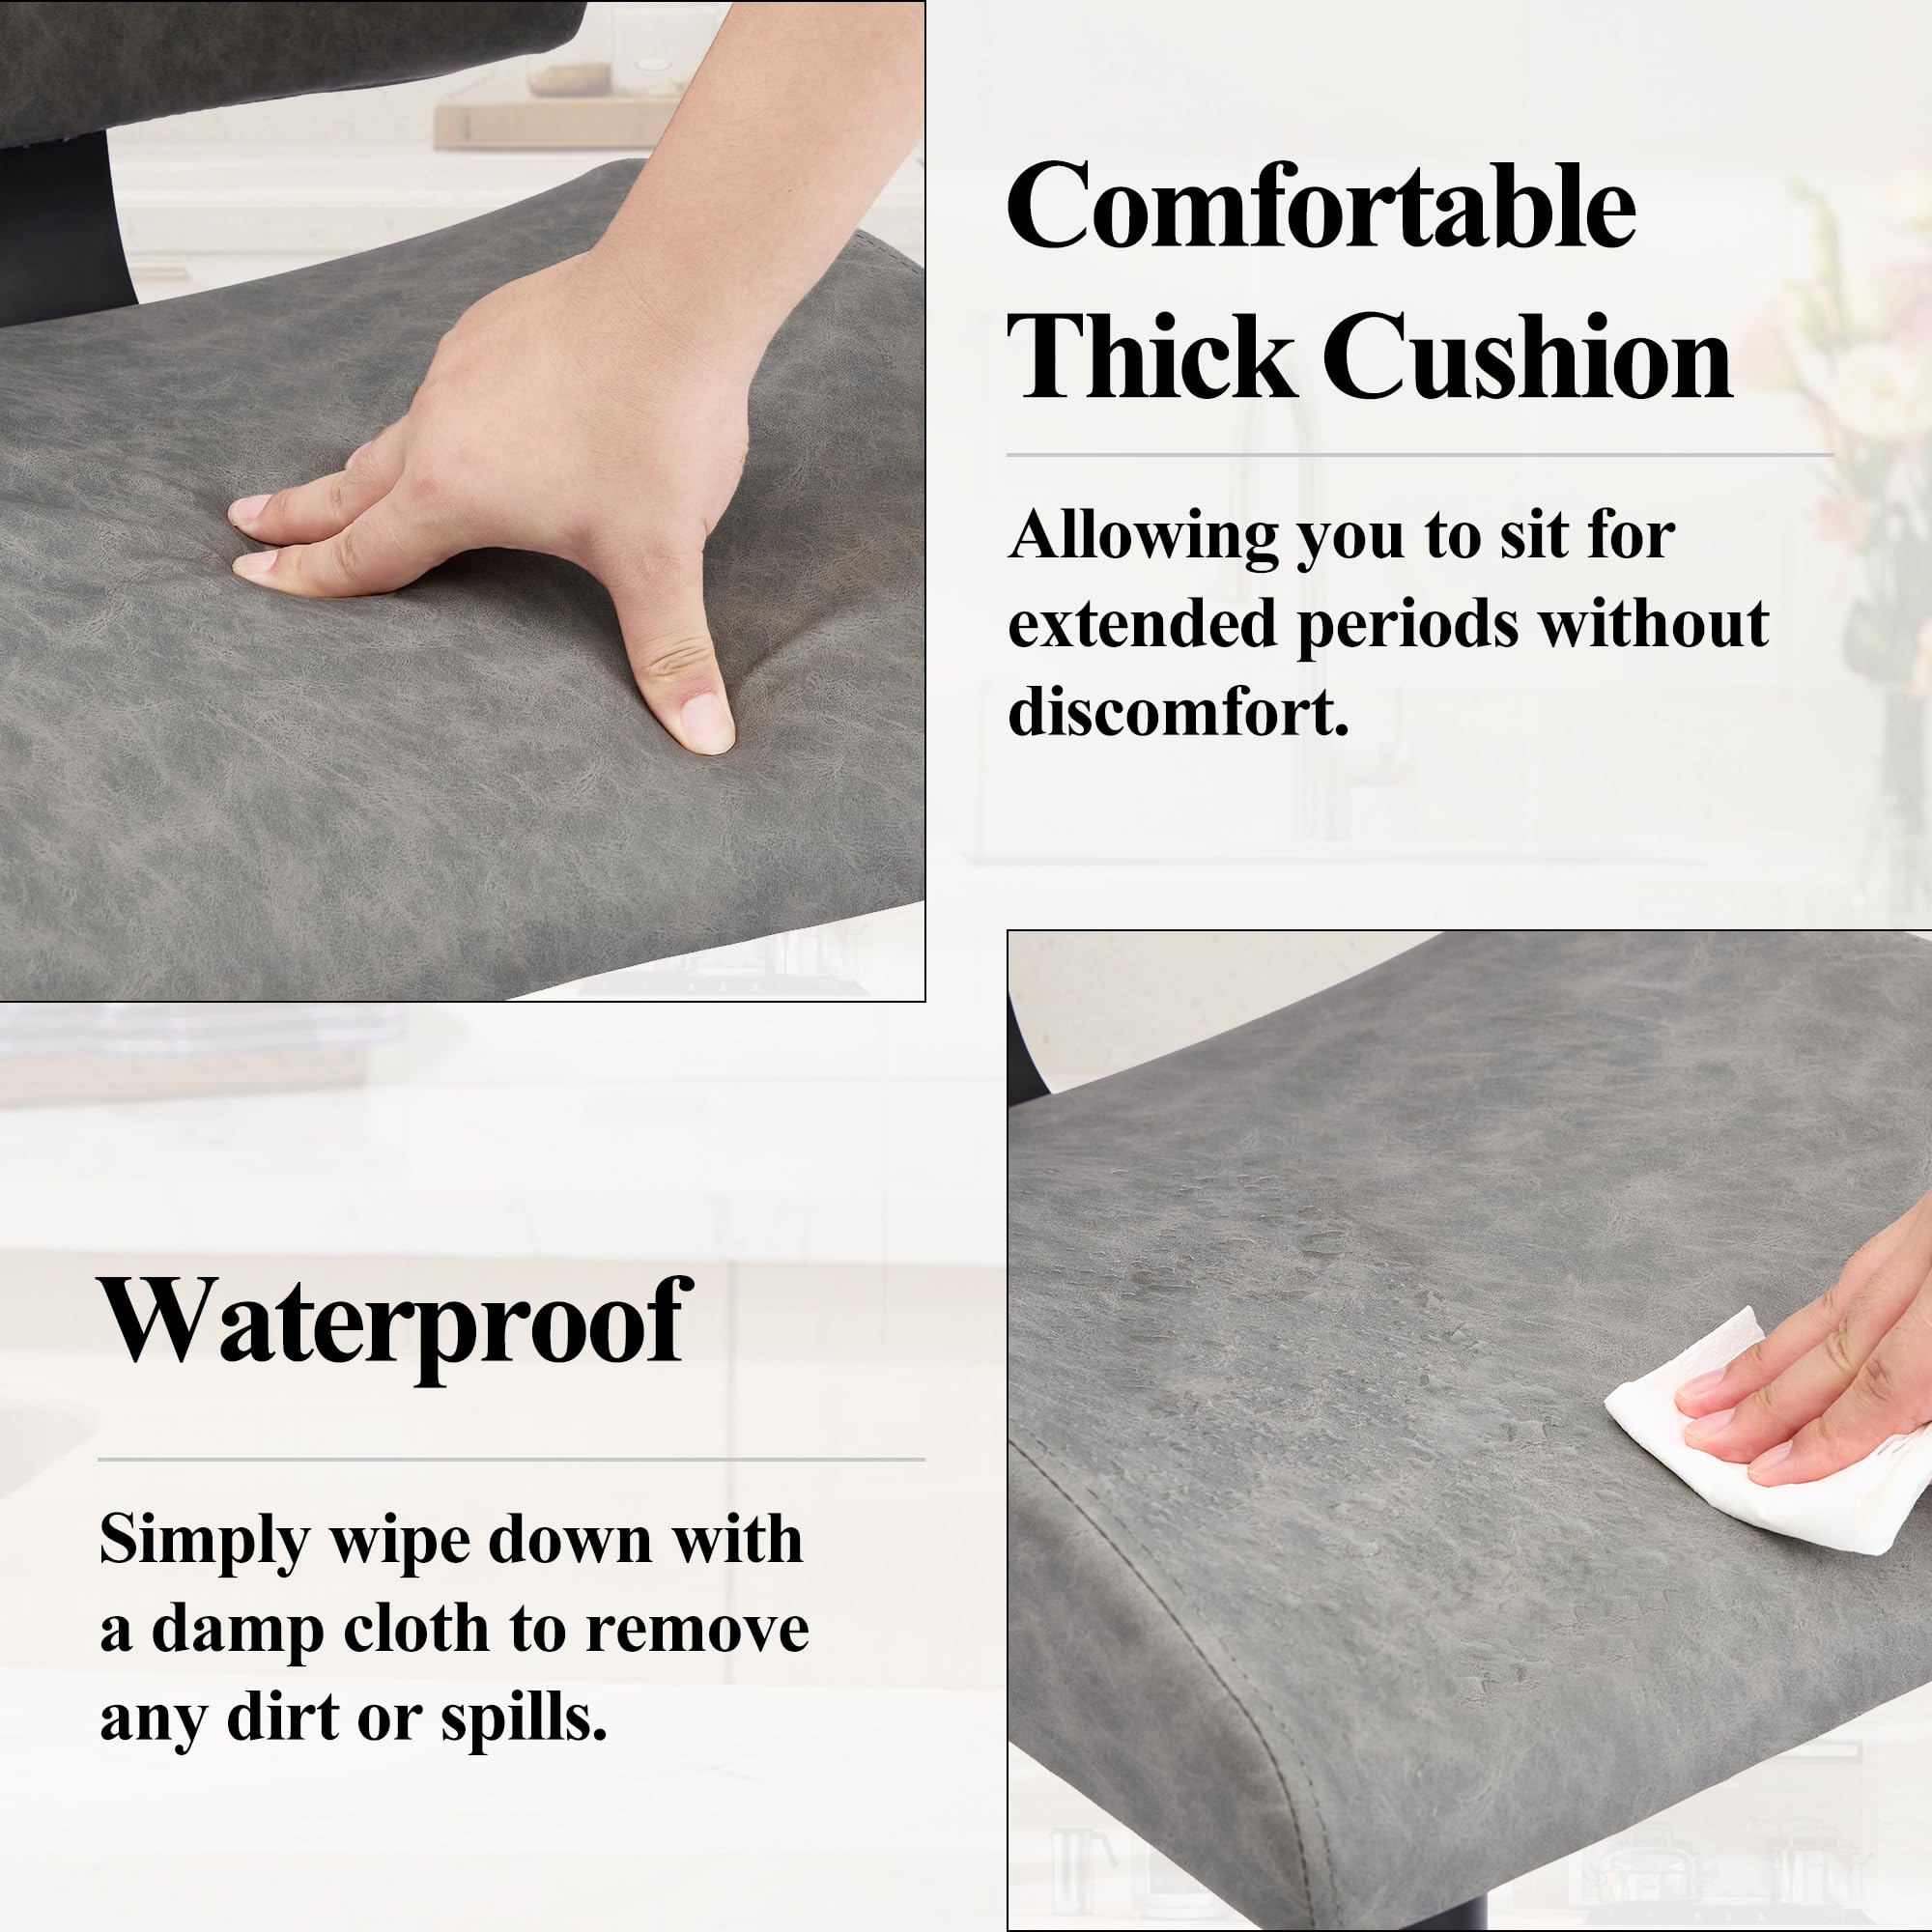 Comfortable
Thick Cushion
Allowing you to sit for
extended periods without
discomfort.
Waterproof
Simply wipe down with
a damp cloth to remove
any dirt or spills.